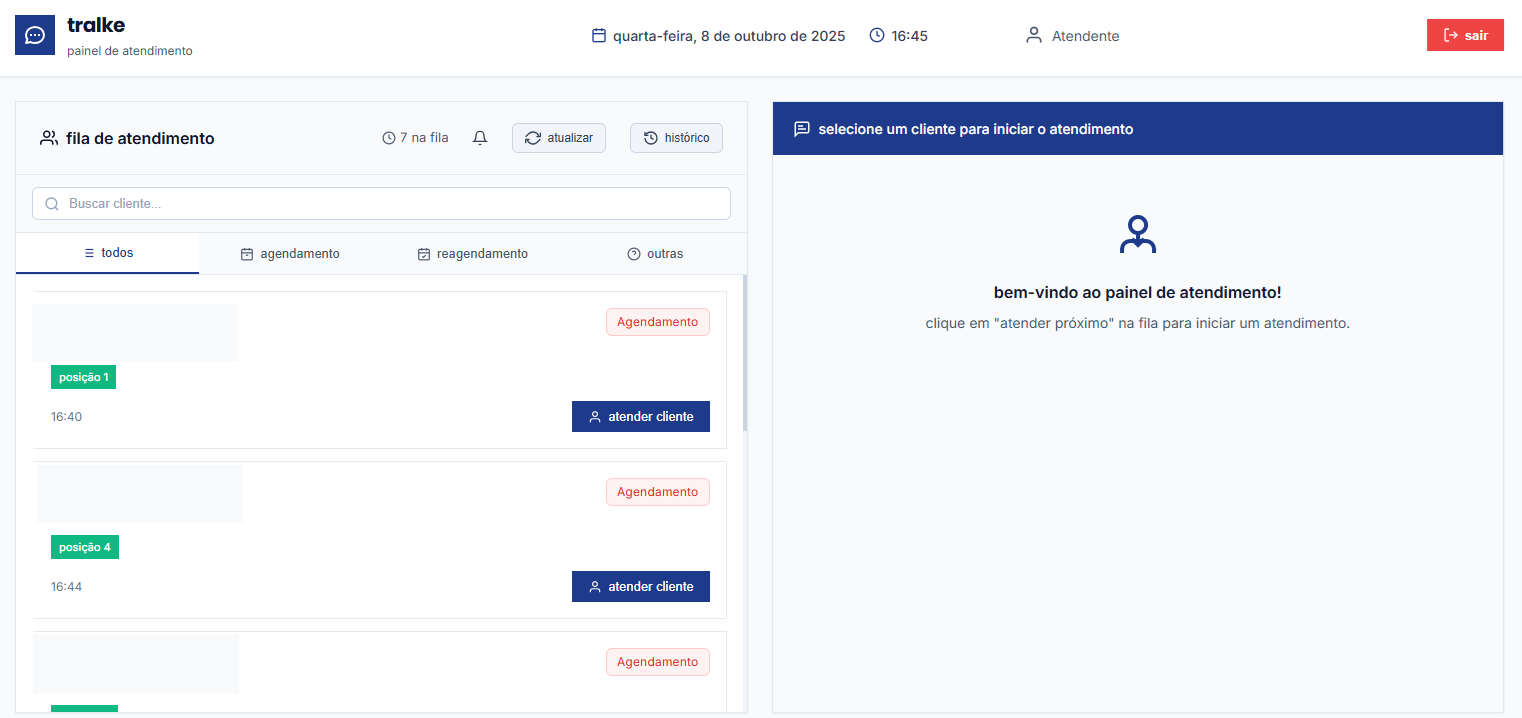 tralke
painel de atendimento
quarta-feira, 8 de outubro de 2025
16:45
Atendente
sair
fila de atendimento
7 na fila
atualizar
histórico
Buscar cliente...
todos
agendamento
reagendamento
outras
Agendamento
posição 1
16:40
atender cliente
Agendamento
posição 4
16:44
atender cliente
Agendamento
selecione um cliente para iniciar o atendimento
bem-vindo ao painel de atendimento!
clique em "atender próximo" na fila para iniciar um atendimento.